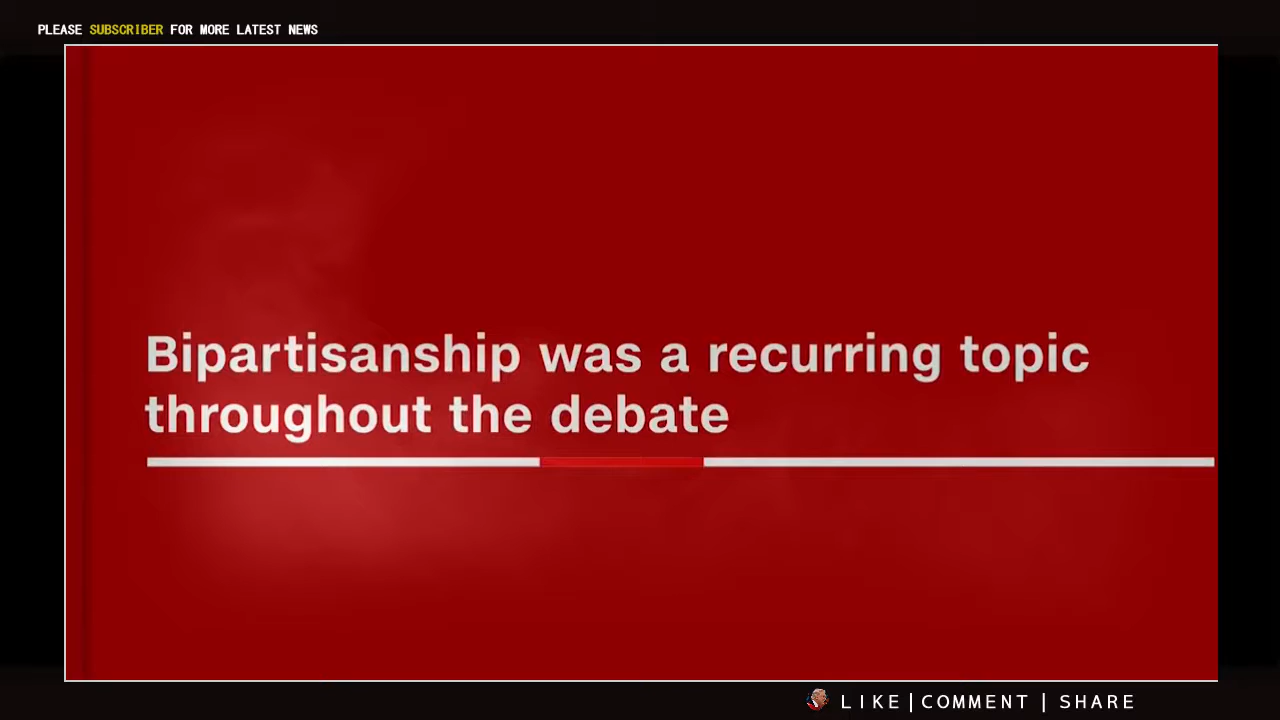 PLEASE SUBSCRIBER FOR MORE LATEST NEWS
Bipartisanship was a recurring topic
throughout the debate
LIKE|COMMENT | SHARE